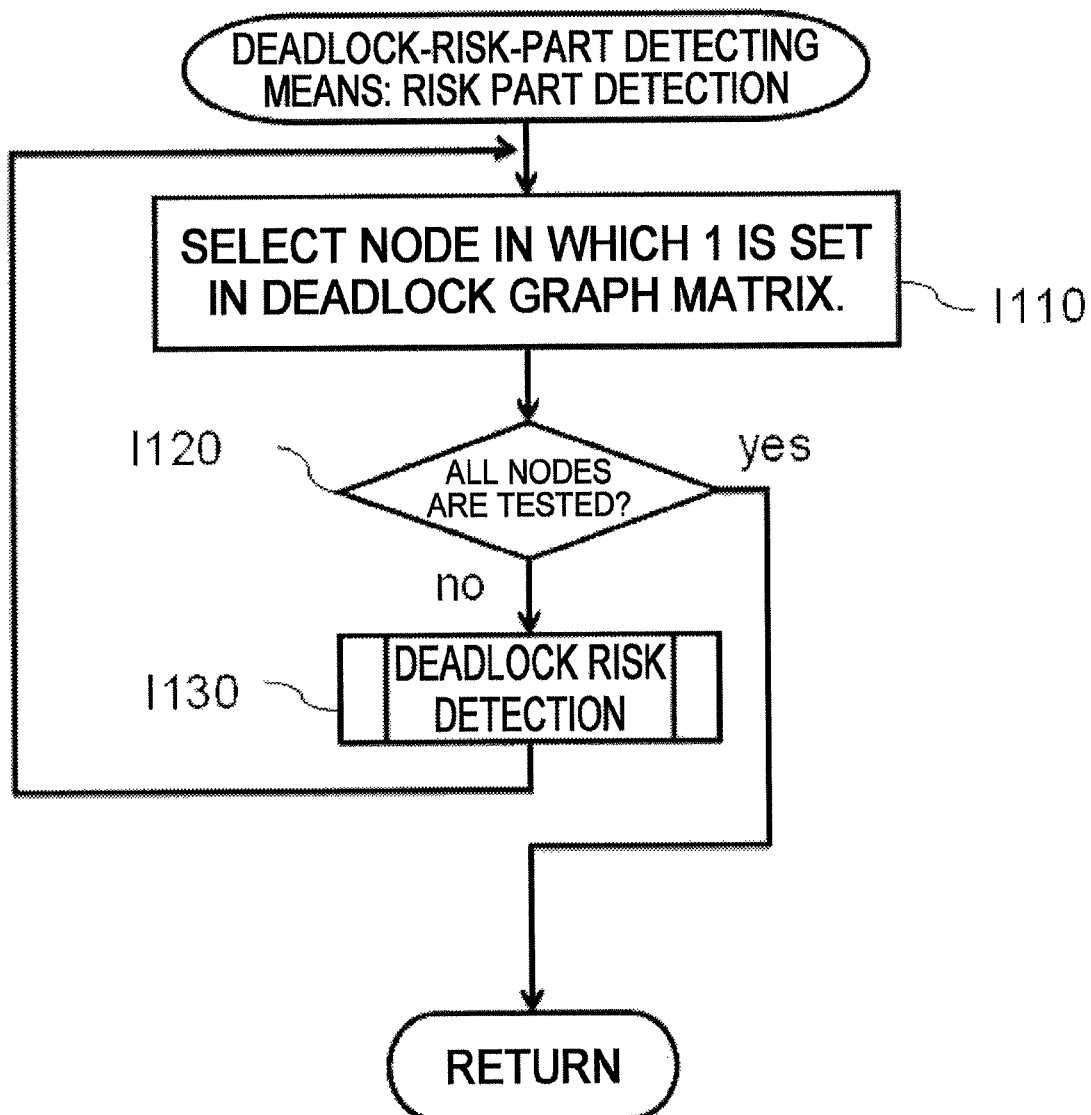 DEADLOCK-RISK-PART DETECTING
MEANS: RISK PART DETECTION
SELECT NODE IN WHICH 1 IS SET
IN DEADLOCK GRAPH MATRIX.
I110
I120
ALL NODES
ARE TESTED?
yes
no
I130
DEADLOCK RISK
DETECTION
RETURN